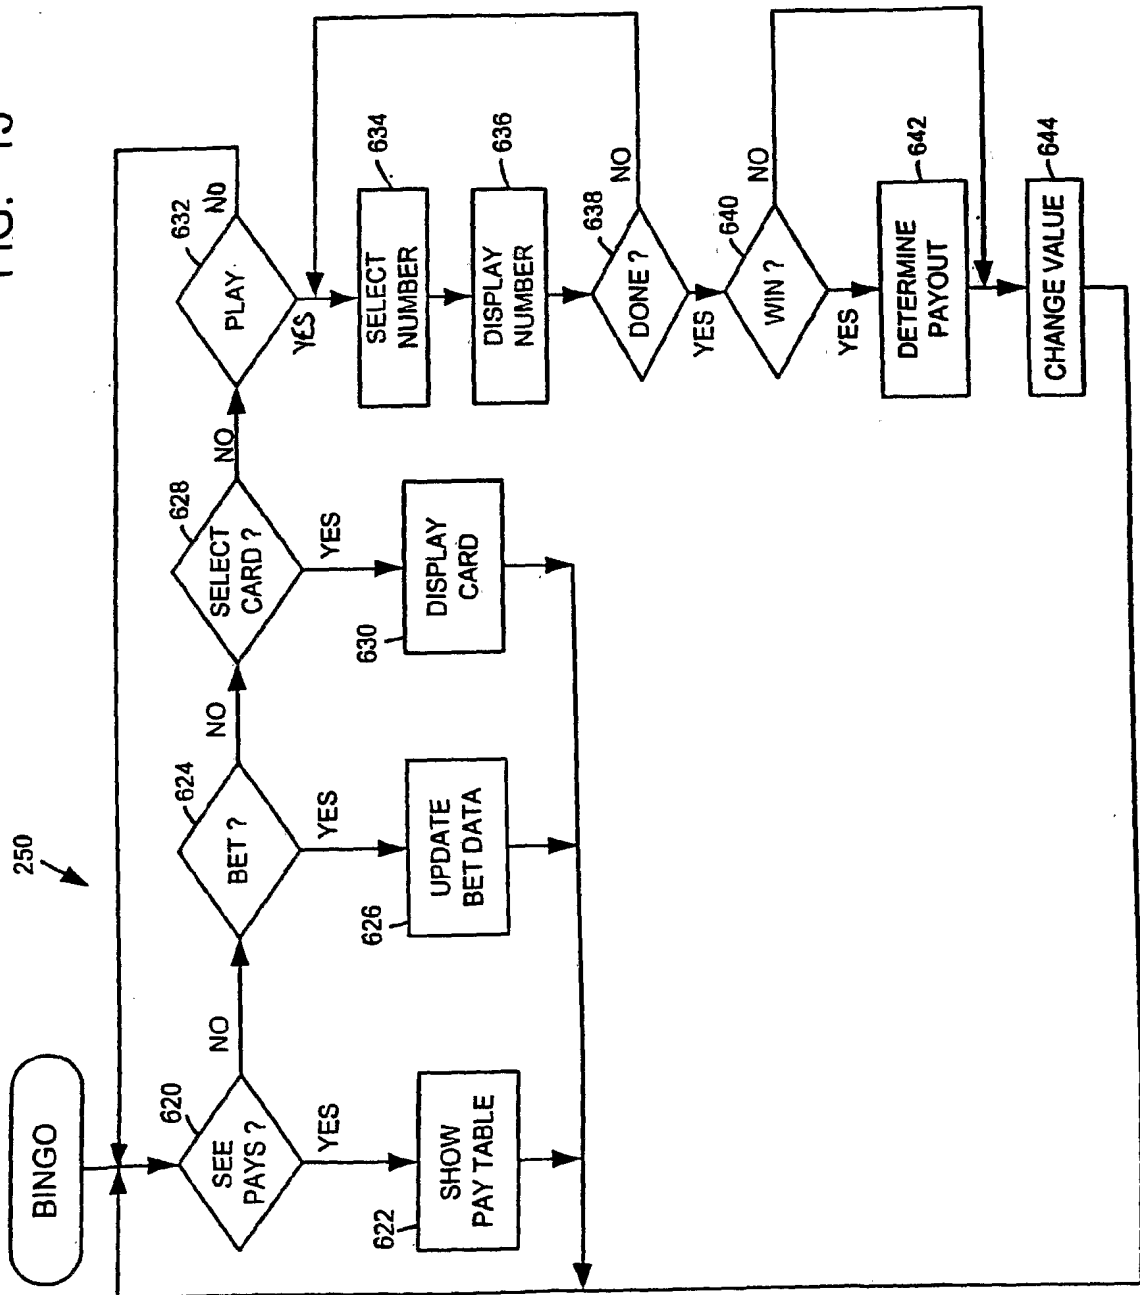 BINGO
250
620
SEE
PAYS ?
NO
YES
622
SHOW
PAY TABLE
624
BET ?
NO
YES
626
UPDATE
BET DATA
628
SELECT
CARD ?
NO
YES
630
DISPLAY
CARD
632
PLAY
NO
YES
634
SELECT
NUMBER
636
DISPLAY
NUMBER
638
DONE ?
NO
YES
640
WIN ?
NO
YES
642
DETERMINE
PAYOUT
644
CHANGE VALUE